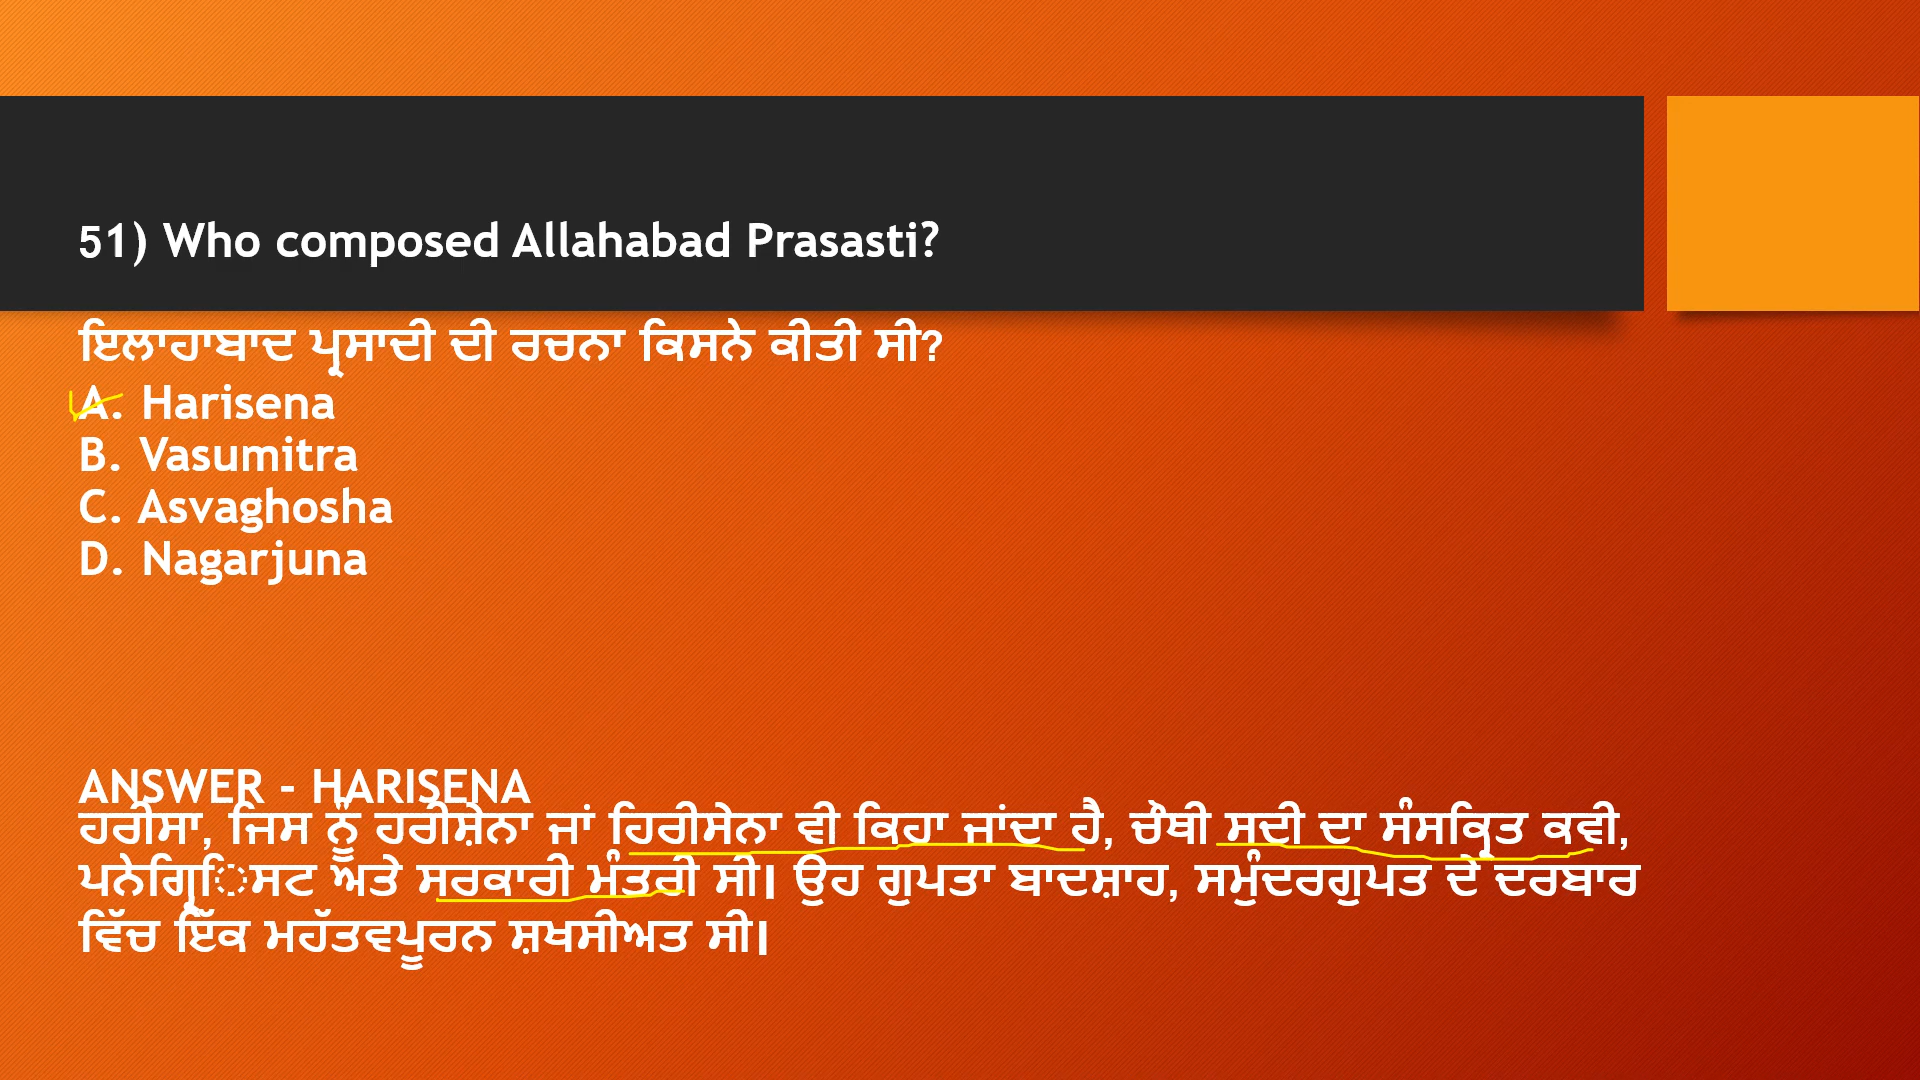 51) Who composed Allahabad Prasasti?
ਇਲਾਹਾਬਾਦ ਪ੍ਰਸਾਦੀ ਦੀ ਰਚਨਾ ਕਿਸਨੇ ਕੀਤੀ ਸੀ?
A. Harisena
B. Vasumitra
C. Asvaghosha
D. Nagarjuna
ANSWER - HARISENA
ਹਰੀਸਾ, ਜਿਸ ਨੂੰ ਹਰੀਸ਼ੇਨਾ ਜਾਂ ਹਿਰੀਸੇਨਾ ਵੀ ਕਿਹਾ ਜਾਂਦਾ ਹੈ, ਚੌਥੀ ਸਦੀ ਦਾ ਸੰਸਕ੍ਰਿਤ ਕਵੀ,
ਪਨੇਗ੍ਰਿਿਸਟ ਅਤੇ ਸਰਕਾਰੀ ਮੰਤਰੀ ਸੀ। ਉਹ ਗੁਪਤਾ ਬਾਦਸ਼ਾਹ, ਸਮੁੰਦਰਗੁਪਤ ਦੇ ਦਰਬਾਰ
ਵਿੱਚ ਇੱਕ ਮਹੱਤਵਪੂਰਨ ਸ਼ਖਸੀਅਤ ਸੀ।